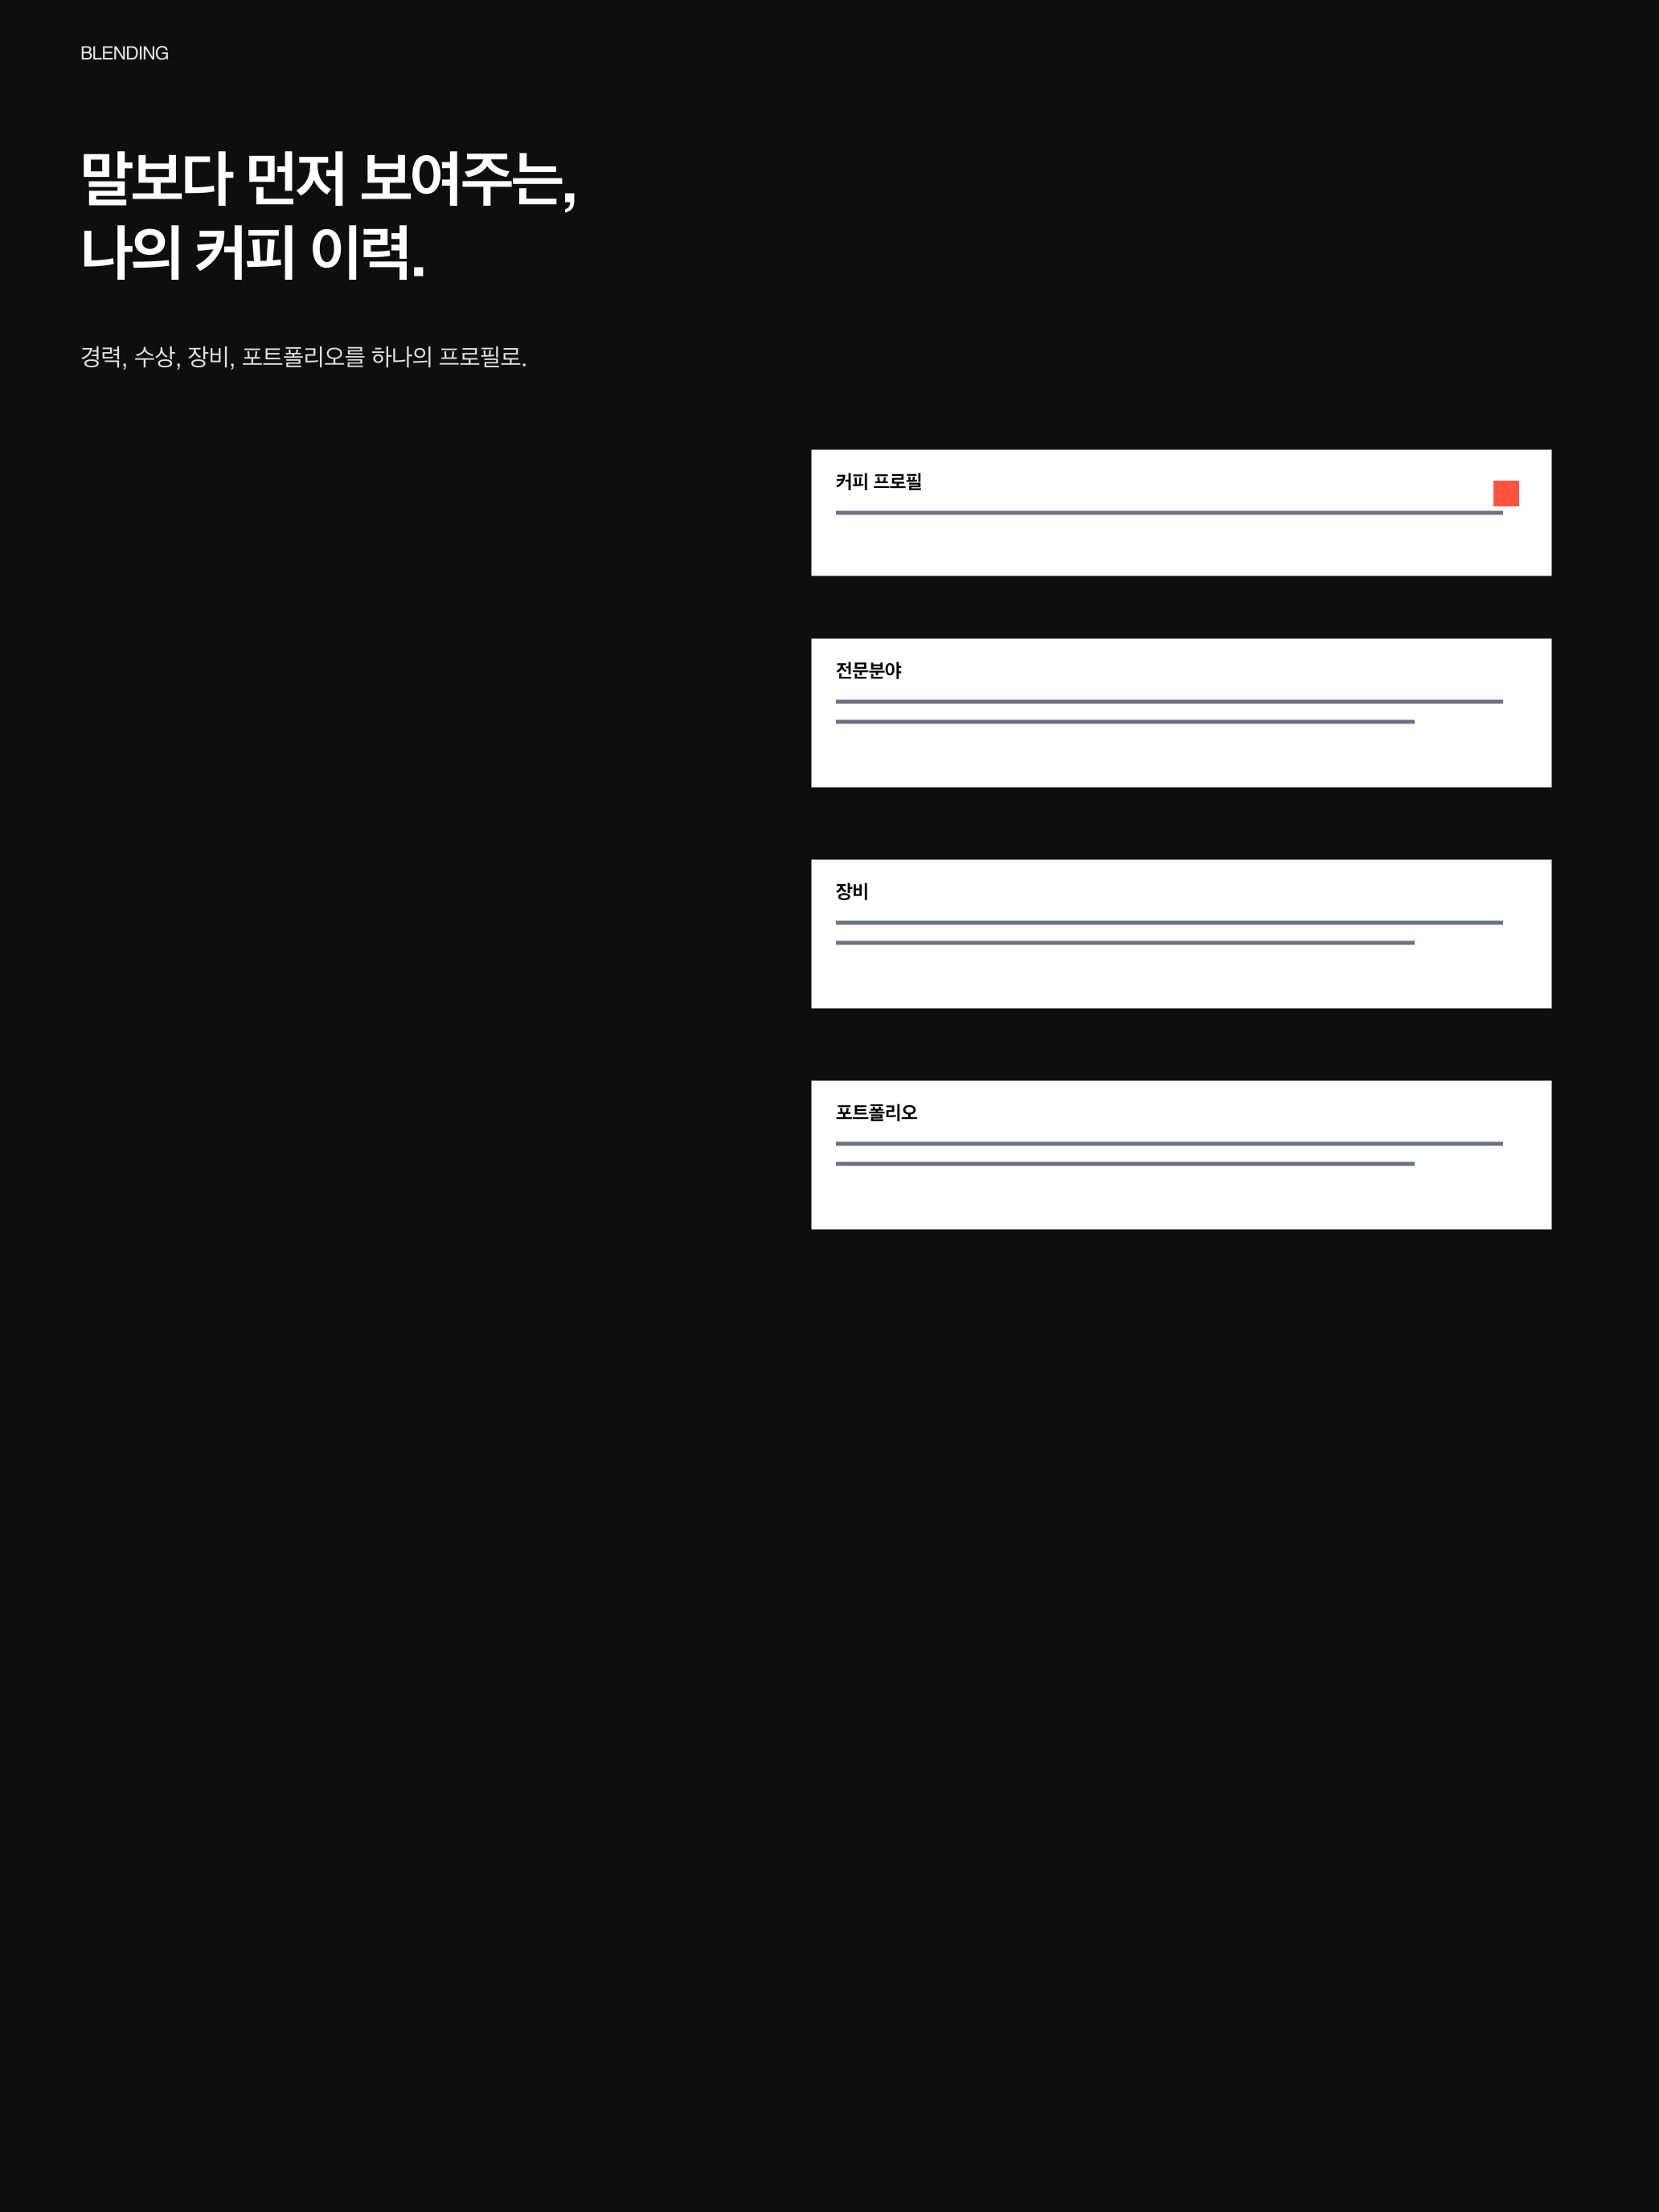 BLENDING
말보다 먼저 보여주는,
나의 커피 이력.
경력, 수상, 장비, 포트폴리오를 하나의 프로필로.
커피 프로필
전문분야
장비
포트폴리오